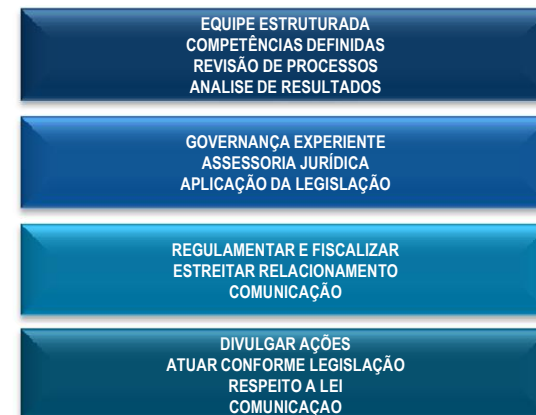 EQUIPE ESTRUTURADA
COMPETÊNCIAS DEFINIDAS
REVISÃO DE PROCESSOS
ANALISE DE RESULTADOS
GOVERNANÇA EXPERIENTE
ASSESSORIA JURÍDICA
APLICAÇÃO DA LEGISLAÇÃO
REGULAMENTAR E FISCALIZAR
ESTREITAR RELACIONAMENTO
COMUNICAÇÃO
DIVULGAR AÇÕES
ATUAR CONFORME LEGISLAÇÃO
RESPEITO A LEI
COMUNICAÇAO